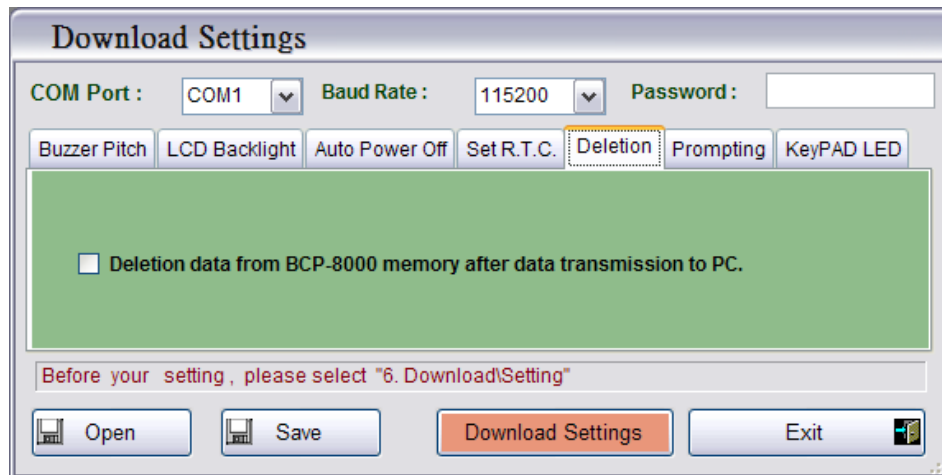 Download Settings
COM Port : COM1 Baud Rate : 115200 Password :
Buzzer Pitch LCD Backlight Auto Power Off Set R.T.C. Deletion Prompting KeyPAD LED
Deletion data from BCP-8000 memory after data transmission to PC.
Before your setting , please select "6. Download\Setting"
Open Save Download Settings Exit